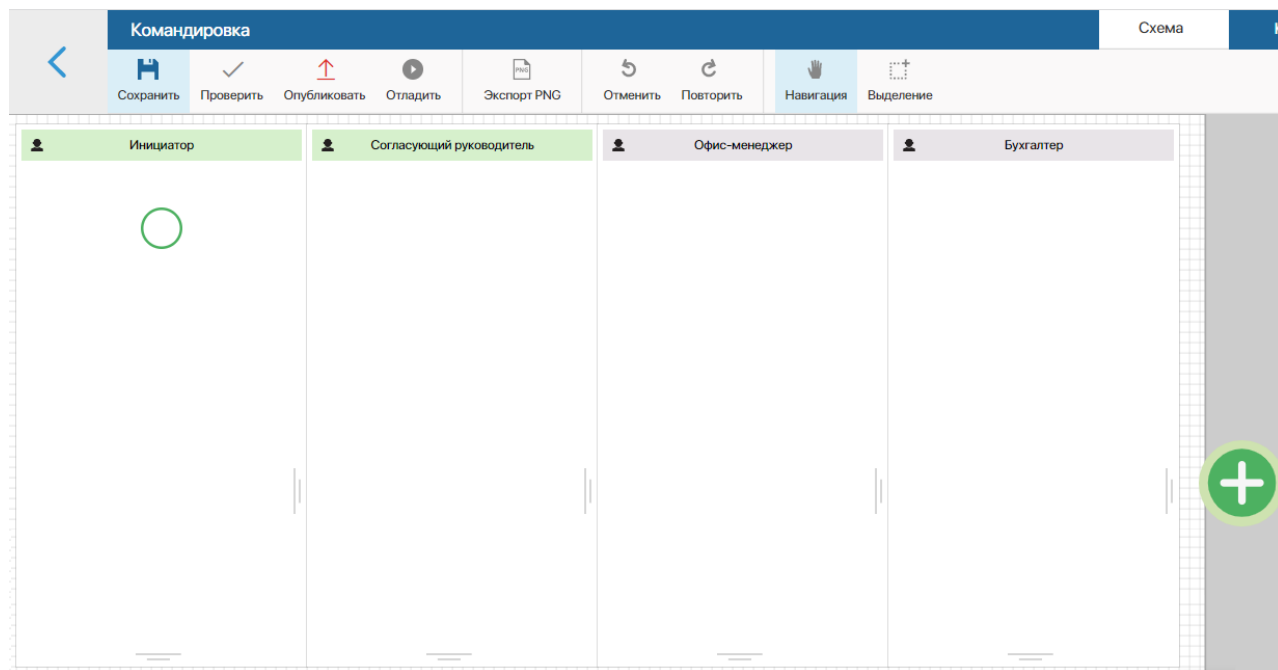 Командировка
Схема
Сохранить
Проверить
Опубликовать
Отладить
PNG
Экспорт PNG
Отменить
Повторить
Навигация
Выделение
Инициатор
Согласующий руководитель
Офис-менеджер
Бухгалтер